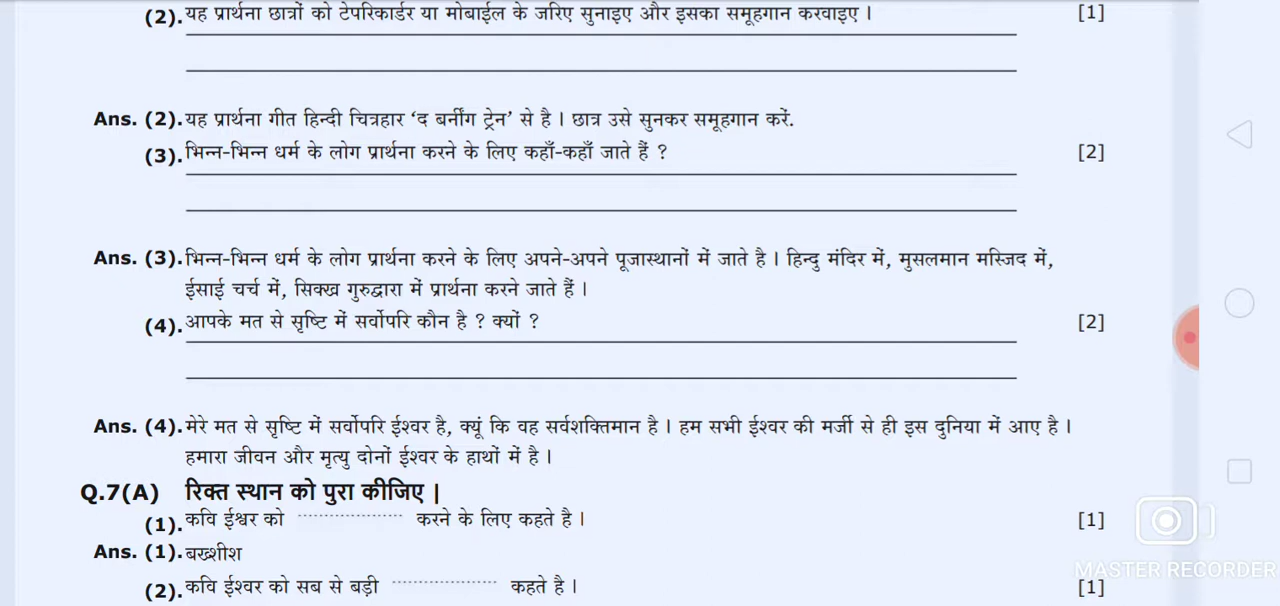 (2). यह प्रार्थना छात्रों को टेपरिकार्डर या मोबाईल के जरिए सुनाइए और इसका समूहगान करवाइए । [1]
Ans. (2). यह प्रार्थना गीत हिन्दी चित्रहार ‘द बर्नींग ट्रेन’ से है । छात्र उसे सुनकर समूहगान करें.
(3). भिन्न-भिन्न धर्म के लोग प्रार्थना करने के लिए कहाँ-कहाँ जाते हैं ? [2]
Ans. (3). भिन्न-भिन्न धर्म के लोग प्रार्थना करने के लिए अपने-अपने पूजास्थानों में जाते है । हिन्दु मंदिर में, मुसलमान मस्जिद में,
ईसाई चर्च में, सिक्ख गुरुद्वारा में प्रार्थना करने जाते हैं ।
(4). आपके मत से सृष्टि में सर्वोपरि कौन है ? क्यों ? [2]
Ans. (4). मेरे मत से सृष्टि में सर्वोपरि ईश्वर है, क्यूं कि वह सर्वशक्तिमान है । हम सभी ईश्वर की मर्जी से ही इस दुनिया में आए है ।
हमारा जीवन और मृत्यु दोनों ईश्वर के हाथों में है ।
Q.7(A) रिक्त स्थान को पुरा कीजिए |
(1). कवि ईश्वर को ................... करने के लिए कहते है । [1]
Ans. (1). बख्शीश
(2). कवि ईश्वर को सब से बड़ी ................... कहते है । [1]
MASTER RECORDER